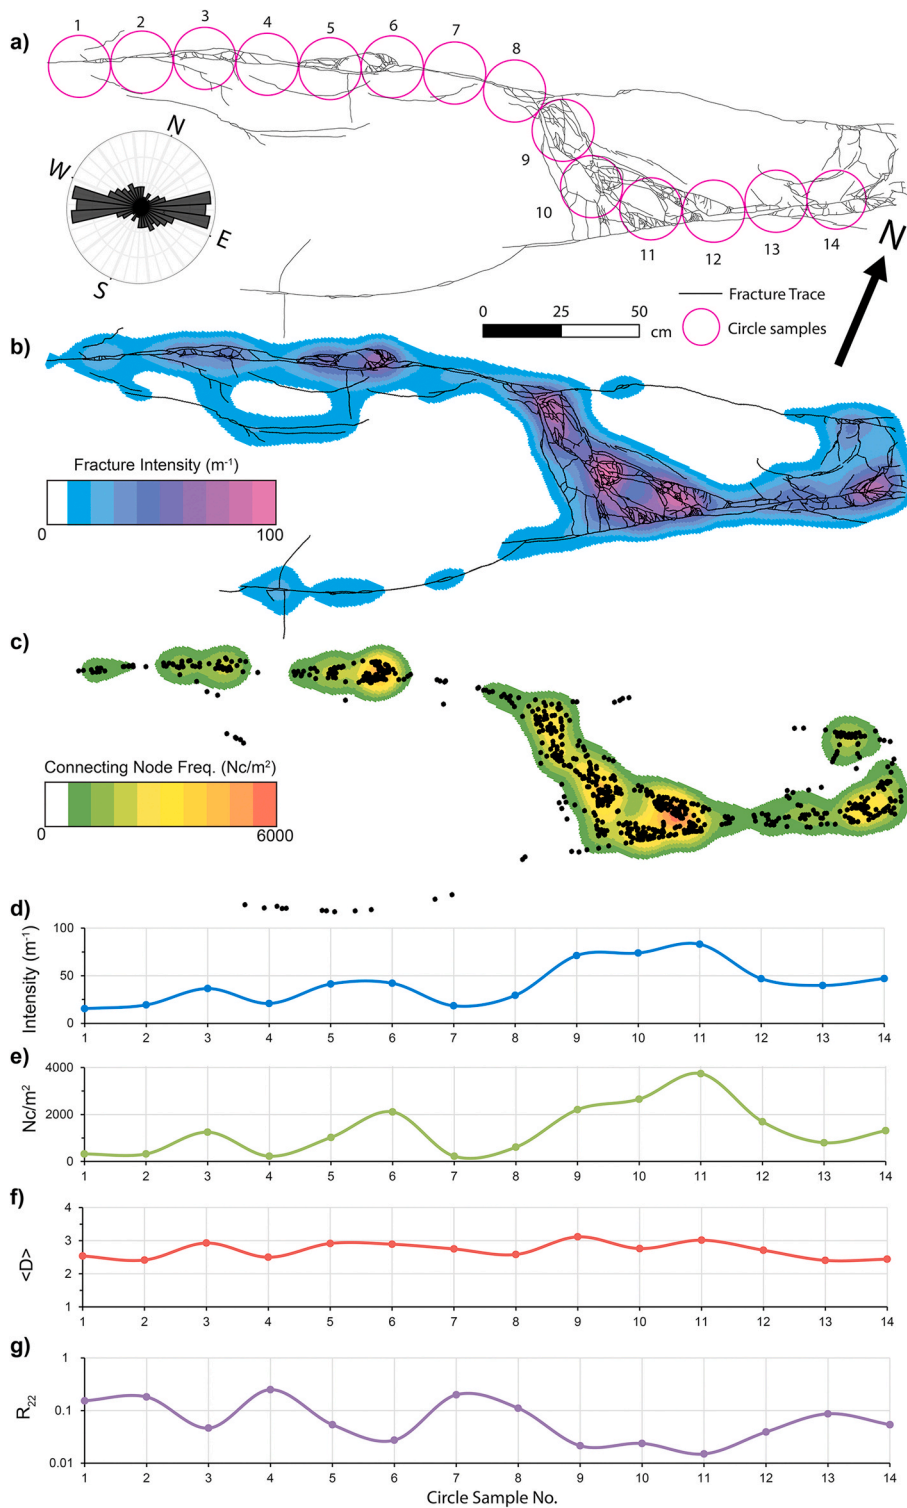 a)
1 2 3 4 5 6 7 8
9
10
11 12 13 14
N
W
E
S
N
0 25 50
cm
Fracture Trace
Circle samples
b)
Fracture Intensity (m⁻¹)
0 100
c)
Connecting Node Freq. (Nc/m²)
0 6000
d)
Intensity (m⁻¹)
100
50
0
1 2 3 4 5 6 7 8 9 10 11 12 13 14
e)
Nc/m²
4000
2000
0
1 2 3 4 5 6 7 8 9 10 11 12 13 14
f)
<D>
4
3
2
1
1 2 3 4 5 6 7 8 9 10 11 12 13 14
g)
R₂₂
1
0.1
0.01
1 2 3 4 5 6 7 8 9 10 11 12 13 14
Circle Sample No.